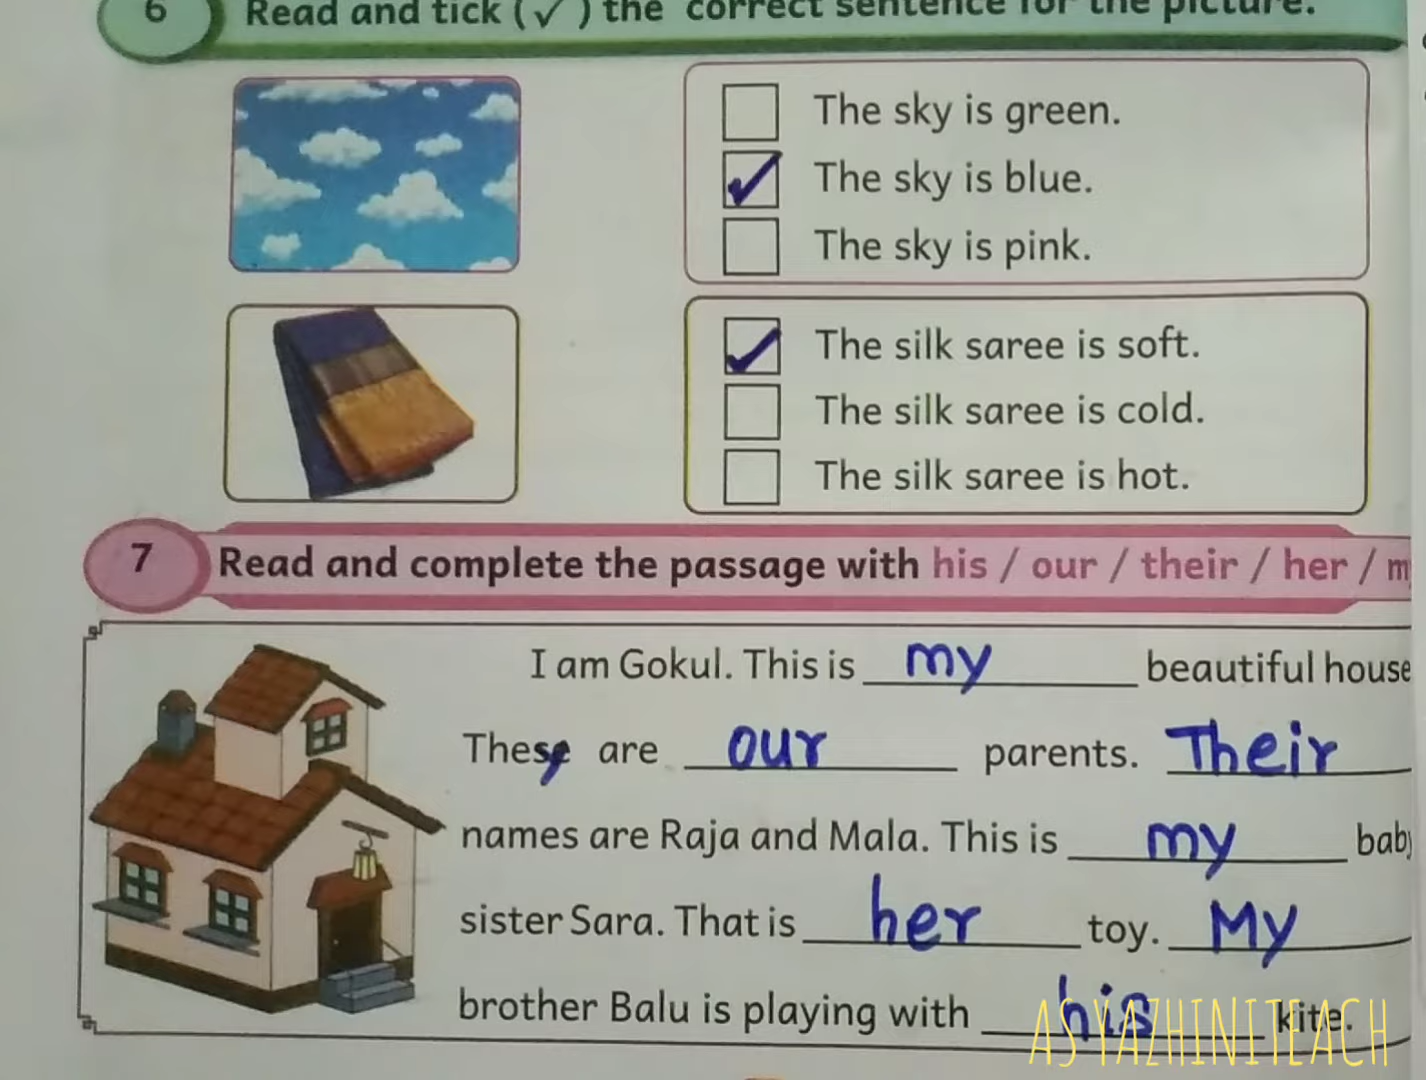 6 Read and tick (✓) the correct sentence for the picture.
The sky is green.
The sky is blue.
The sky is pink.
The silk saree is soft.
The silk saree is cold.
The silk saree is hot.
7 Read and complete the passage with his / our / their / her / m
I am Gokul. This is my beautiful house
These are our parents. Their
names are Raja and Mala. This is my baby
sister Sara. That is her toy. My
brother Balu is playing with his kite.
AS YAZHINITEACH